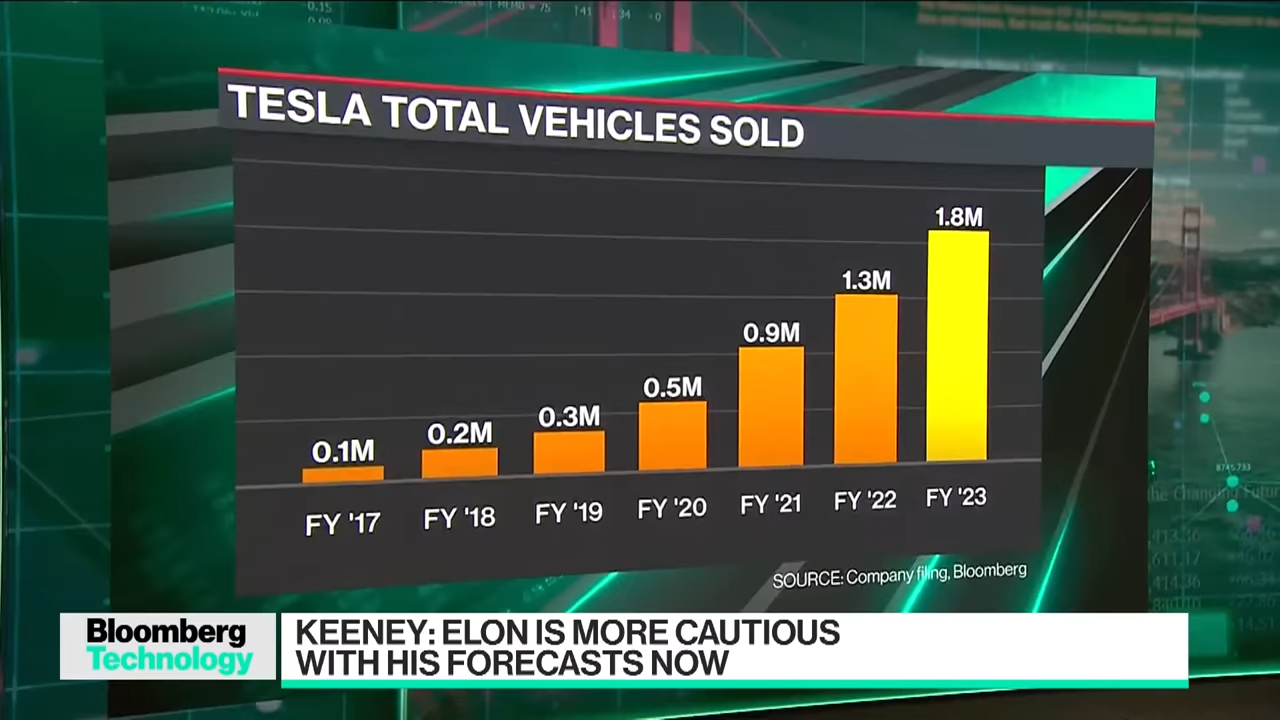 TESLA TOTAL VEHICLES SOLD
1.8M
1.3M
0.9M
0.5M
0.3M
0.2M
0.1M
FY '17 FY '18 FY '19 FY '20 FY '21 FY '22 FY '23
SOURCE: Company filing, Bloomberg
Bloomberg
Technology
KEENEY: ELON IS MORE CAUTIOUS
WITH HIS FORECASTS NOW